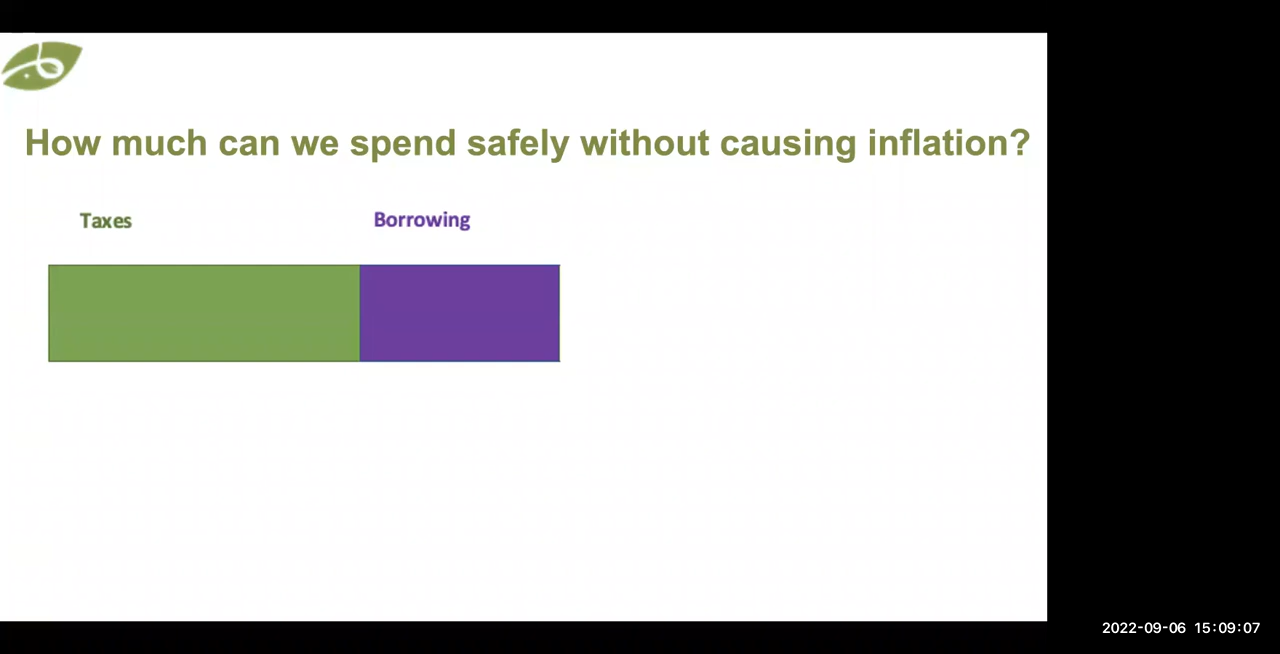 How much can we spend safely without causing inflation?
Taxes
Borrowing
2022-09-06 15:09:07